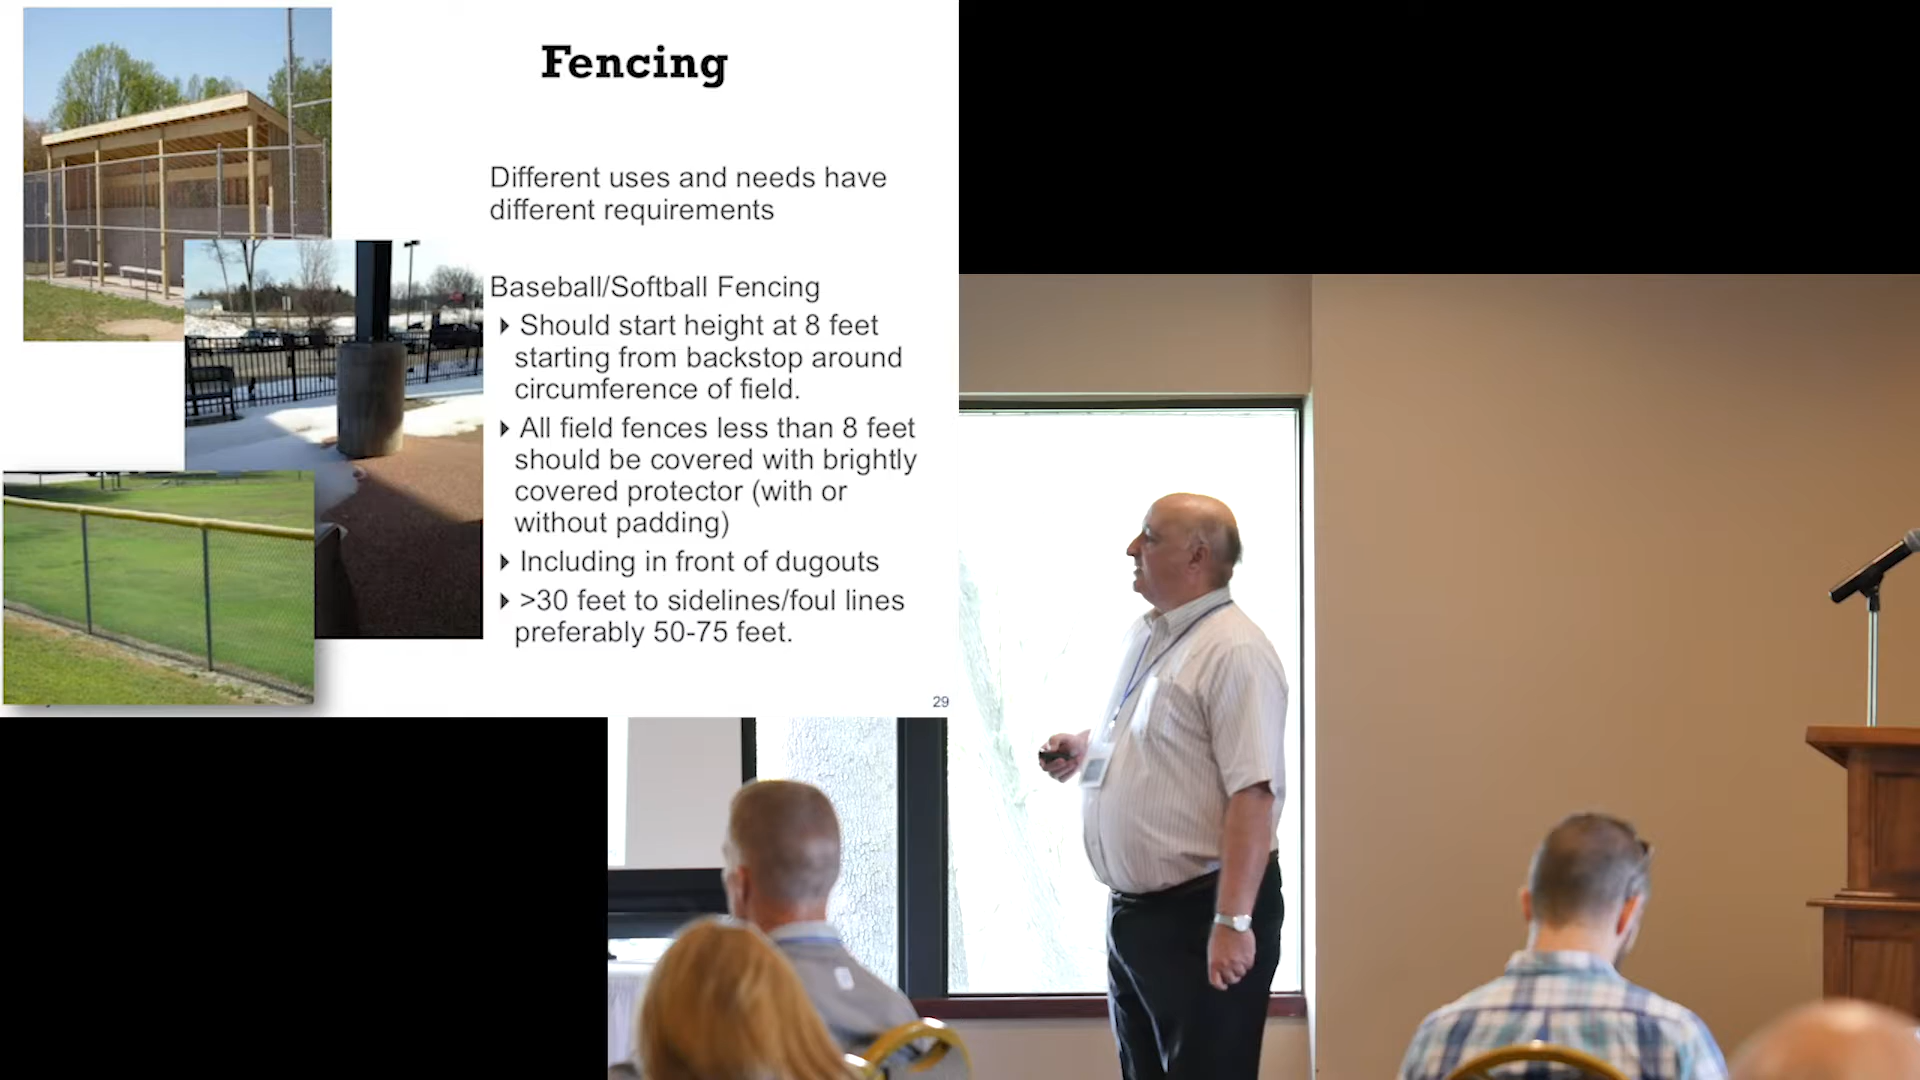 Fencing
Different uses and needs have
different requirements
Baseball/Softball Fencing
Should start height at 8 feet
starting from backstop around
circumference of field.
All field fences less than 8 feet
should be covered with brightly
covered protector (with or
without padding)
Including in front of dugouts
>30 feet to sidelines/foul lines
preferably 50-75 feet.
29